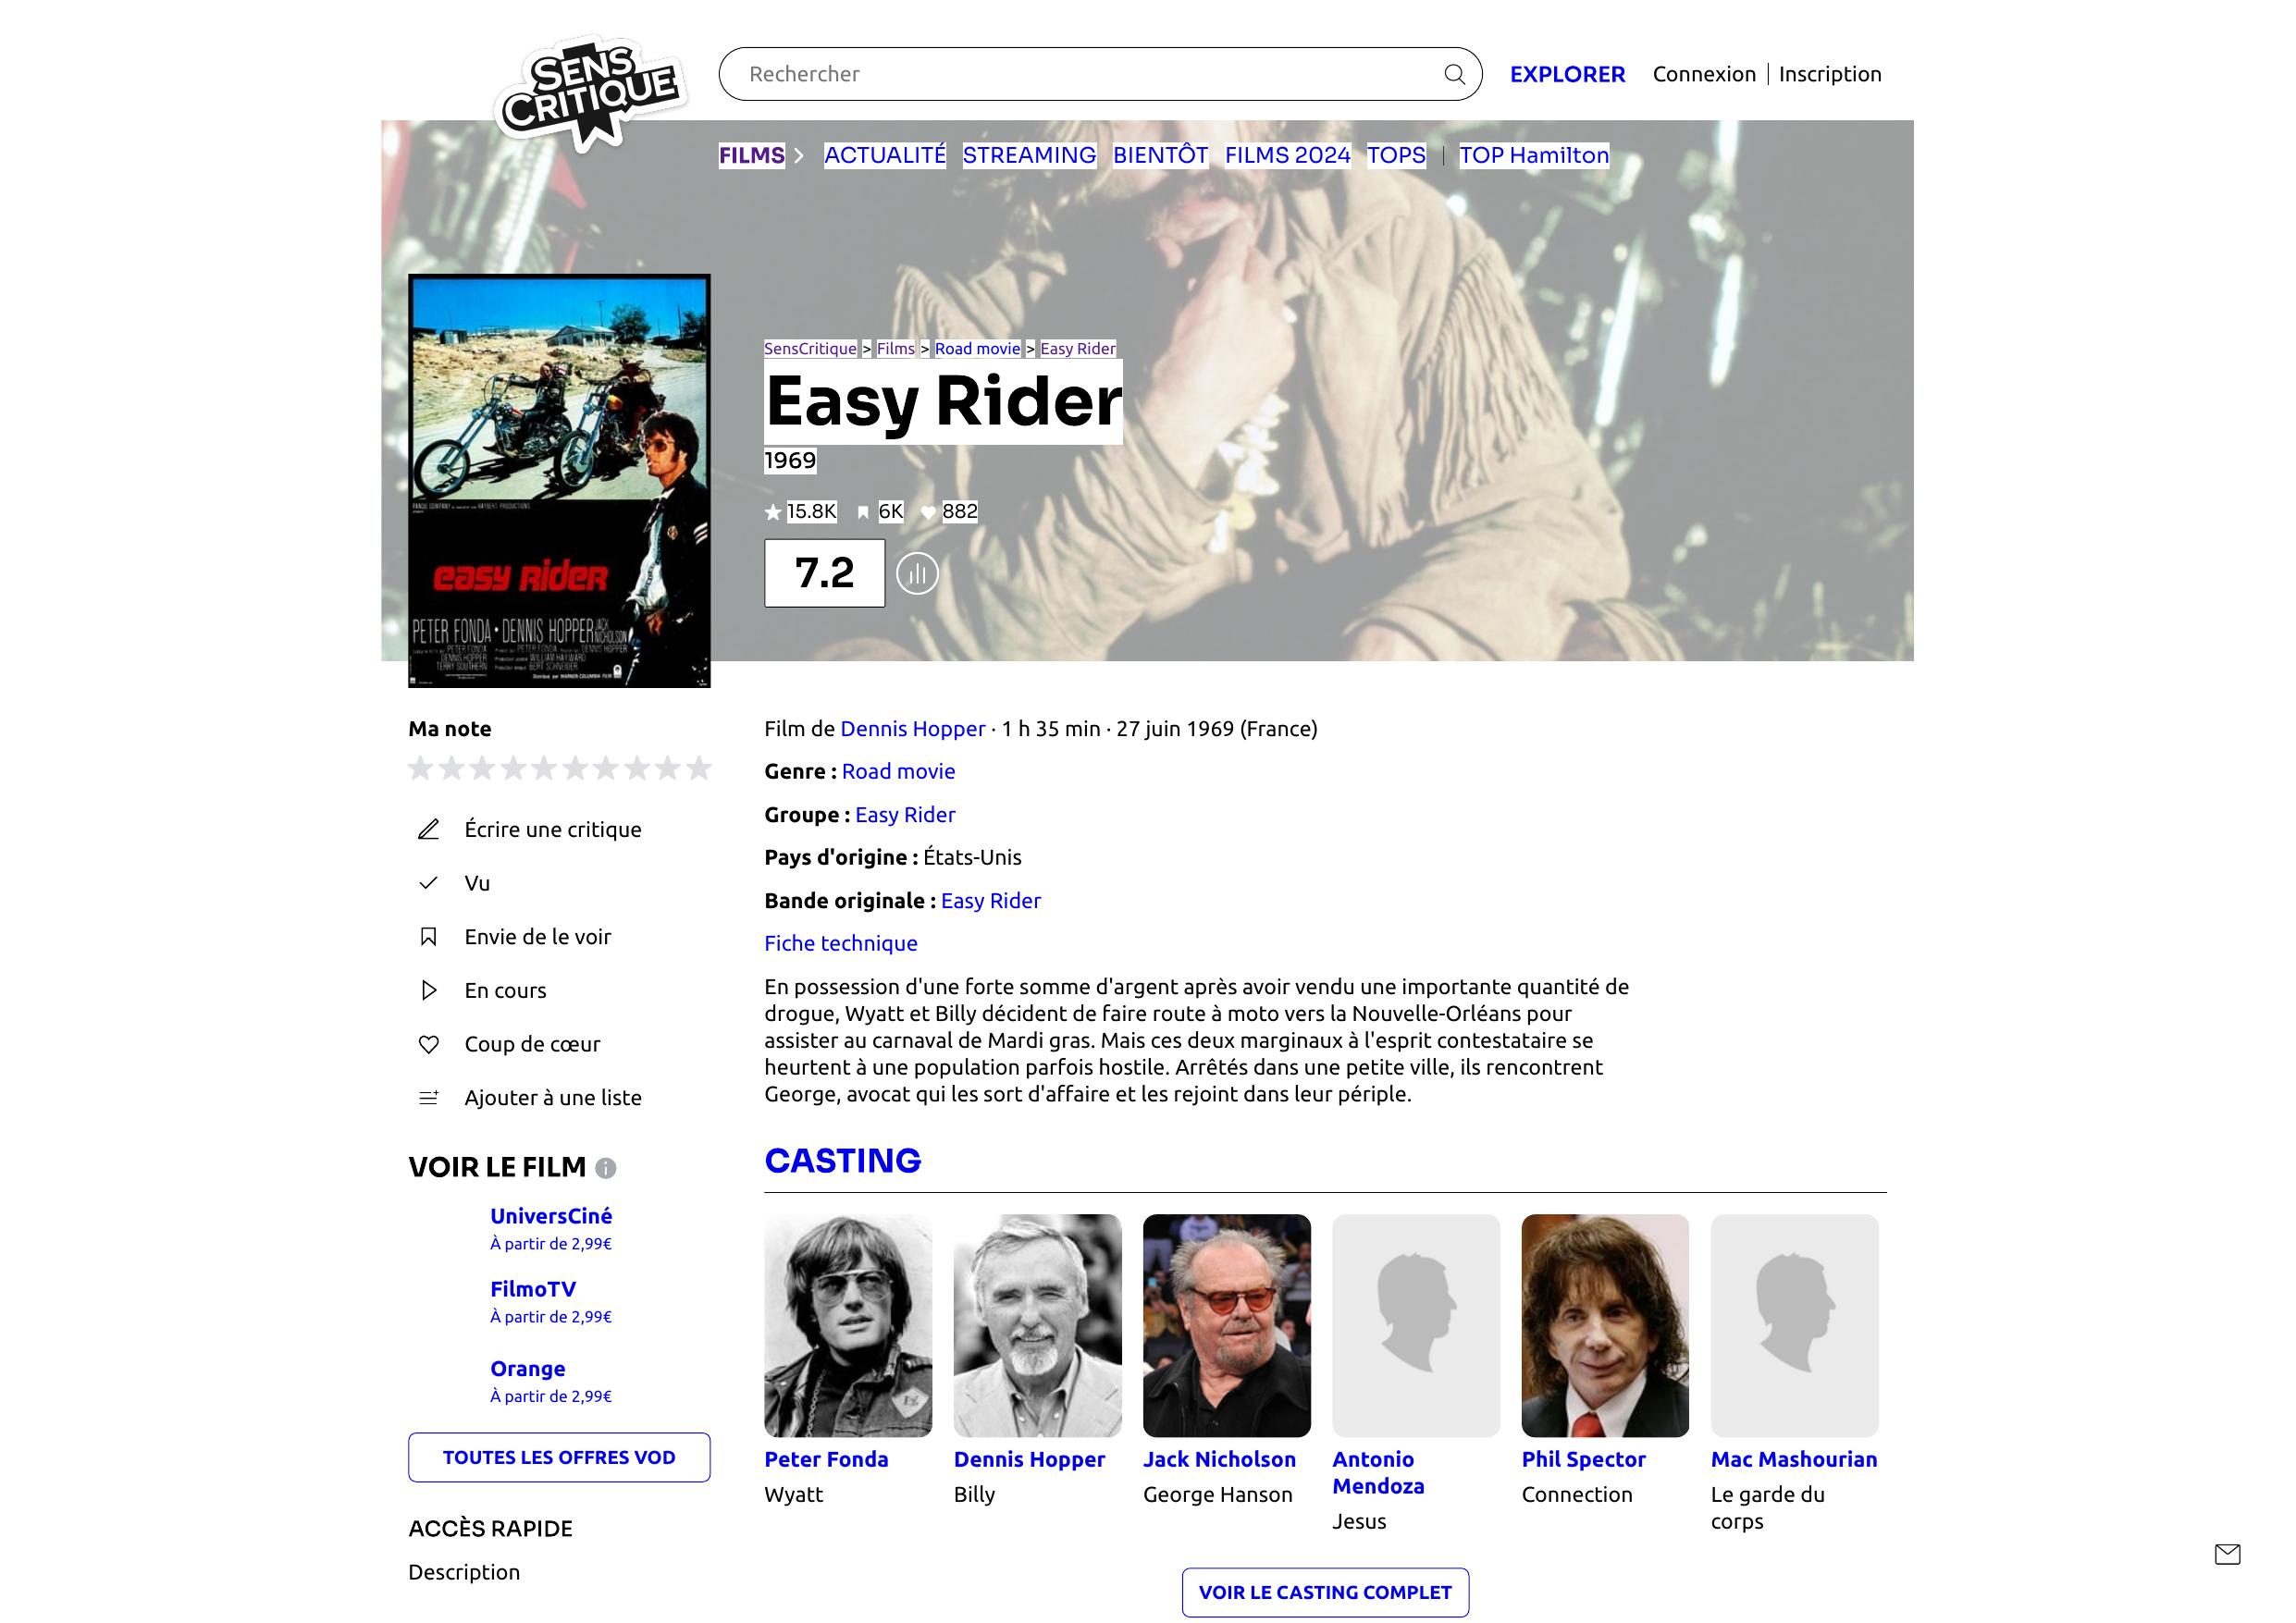 SENS
CRITIQUE
Rechercher
EXPLORER
Connexion
Inscription
FILMS
ACTUALITÉ
STREAMING
BIENTÔT
FILMS 2024
TOPS
TOP Hamilton
SensCritique > Films > Road movie > Easy Rider
Easy Rider
1969
15.8K 6K 882
7.2
easy rider
PETER FONDA • DENNIS HOPPER JACK NICHOLSON
Ma note
Écrire une critique
Vu
Envie de le voir
En cours
Coup de cœur
Ajouter à une liste
VOIR LE FILM
UniversCiné
À partir de 2,99€
FilmoTV
À partir de 2,99€
Orange
À partir de 2,99€
TOUTES LES OFFRES VOD
ACCÈS RAPIDE
Description
Film de Dennis Hopper · 1 h 35 min · 27 juin 1969 (France)
Genre : Road movie
Groupe : Easy Rider
Pays d'origine : États-Unis
Bande originale : Easy Rider
Fiche technique
En possession d'une forte somme d'argent après avoir vendu une importante quantité de
drogue, Wyatt et Billy décident de faire route à moto vers la Nouvelle-Orléans pour
assister au carnaval de Mardi gras. Mais ces deux marginaux à l'esprit contestataire se
heurtent à une population parfois hostile. Arrêtés dans une petite ville, ils rencontrent
George, avocat qui les sort d'affaire et les rejoint dans leur périple.
CASTING
Peter Fonda
Wyatt
Dennis Hopper
Billy
Jack Nicholson
George Hanson
Antonio
Mendoza
Jesus
Phil Spector
Connection
Mac Mashourian
Le garde du
corps
VOIR LE CASTING COMPLET